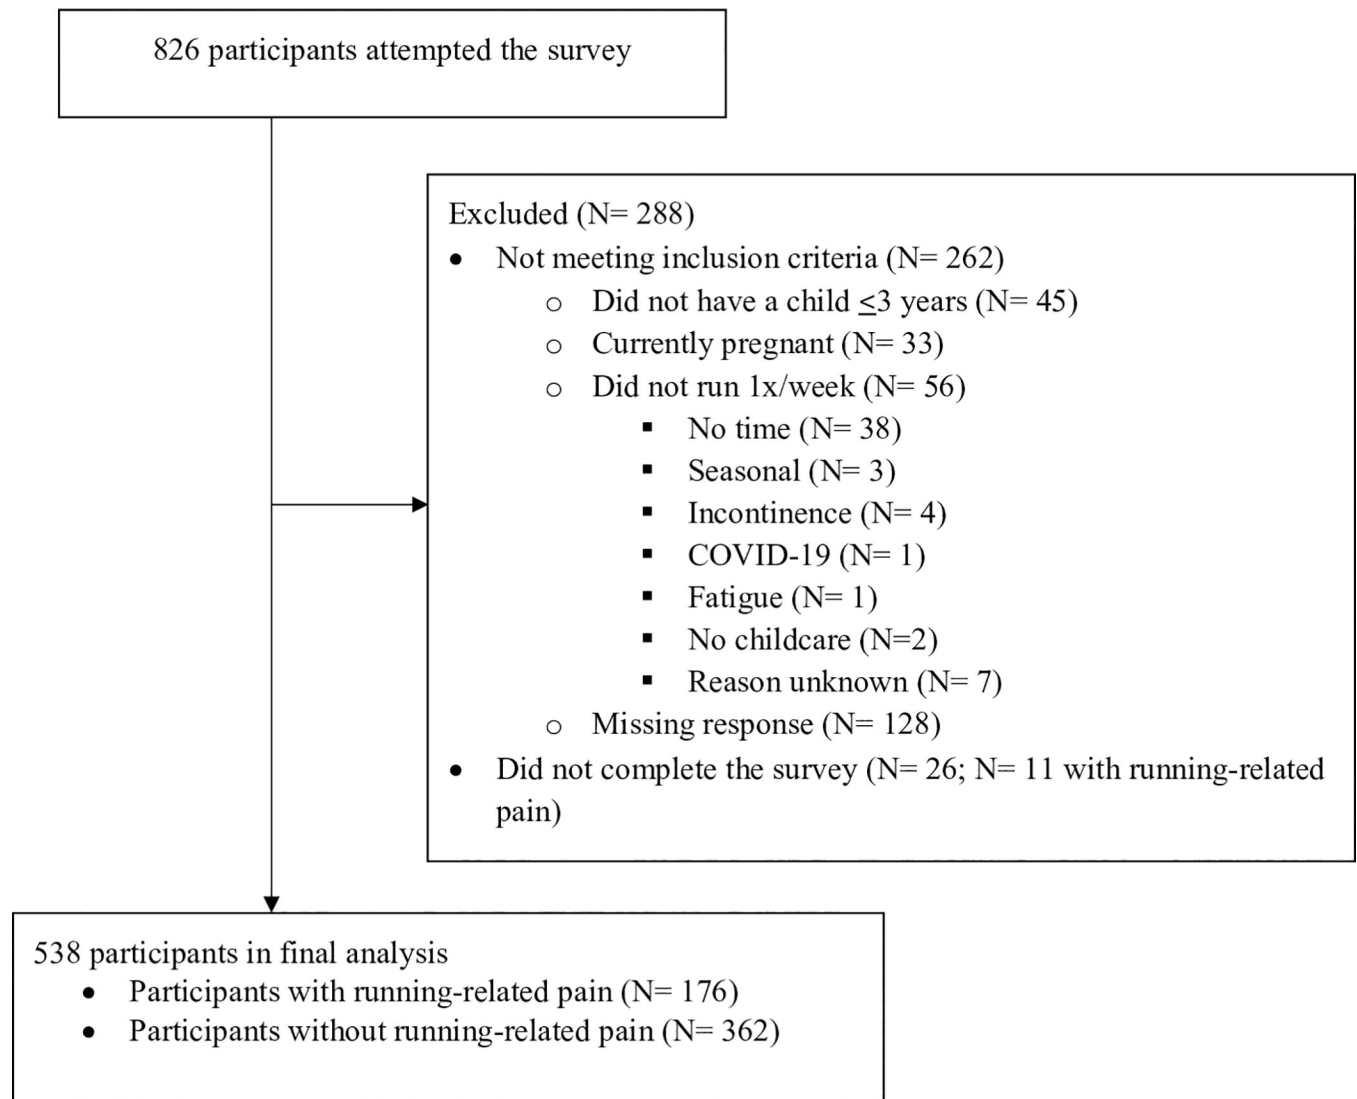 826 participants attempted the survey
Excluded (N= 288)
• Not meeting inclusion criteria (N= 262)
o Did not have a child ≤3 years (N= 45)
o Currently pregnant (N= 33)
o Did not run 1x/week (N= 56)
▪ No time (N= 38)
▪ Seasonal (N= 3)
▪ Incontinence (N= 4)
▪ COVID-19 (N= 1)
▪ Fatigue (N= 1)
▪ No childcare (N=2)
▪ Reason unknown (N= 7)
o Missing response (N= 128)
• Did not complete the survey (N= 26; N= 11 with running-related
pain)
538 participants in final analysis
• Participants with running-related pain (N= 176)
• Participants without running-related pain (N= 362)